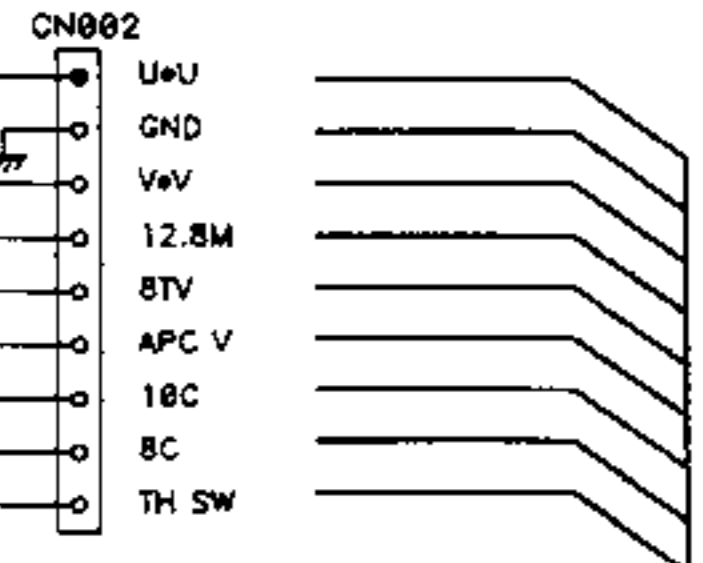 CN002
U•U
GND
V•V
12.8M
8TV
APC V
10C
8C
TH SW